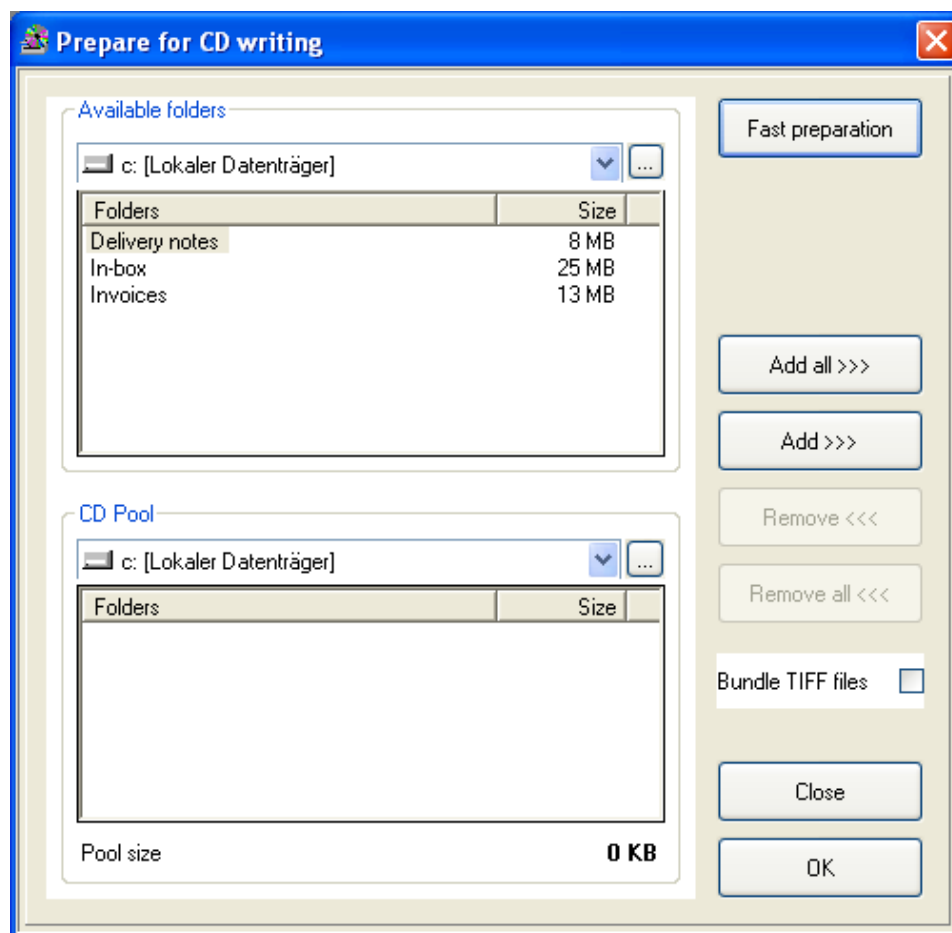 Prepare for CD writing
Available folders
Fast preparation
c: [Lokaler Datenträger]
...
Folders Size
Delivery notes 8 MB
In-box 25 MB
Invoices 13 MB
Add all >>>
Add >>>
CD Pool
Remove <<<
c: [Lokaler Datenträger]
...
Remove all <<<
Folders Size
Bundle TIFF files
Close
Pool size 0 KB
OK